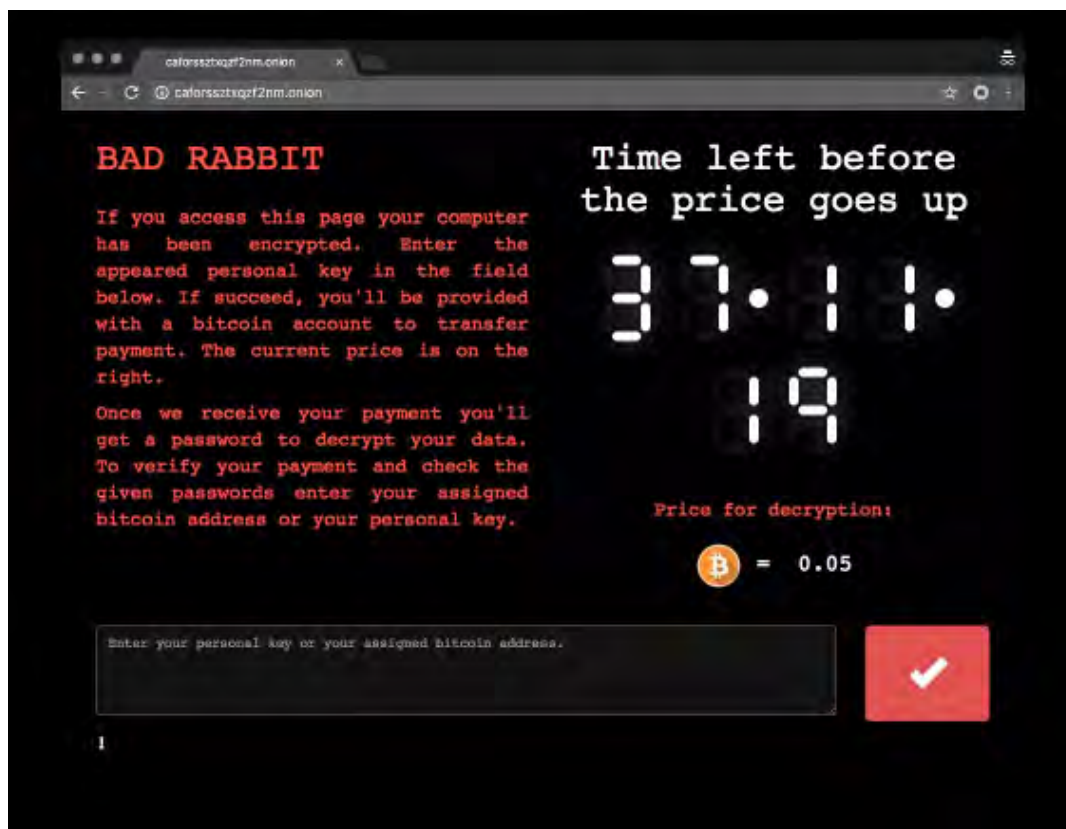 caforssztxqzf2nm.onion
caforssztxqzf2nm.onion
BAD RABBIT
If you access this page your computer
has been encrypted. Enter the
appeared personal key in the field
below. If succeed, you'll be provided
with a bitcoin account to transfer
payment. The current price is on the
right.
Once we receive your payment you'll
get a password to decrypt your data.
To verify your payment and check the
given passwords enter your assigned
bitcoin address or your personal key.
Time left before
the price goes up
37·11·
19
Price for decryption:
= 0.05
Enter your personal key or your assigned bitcoin address.